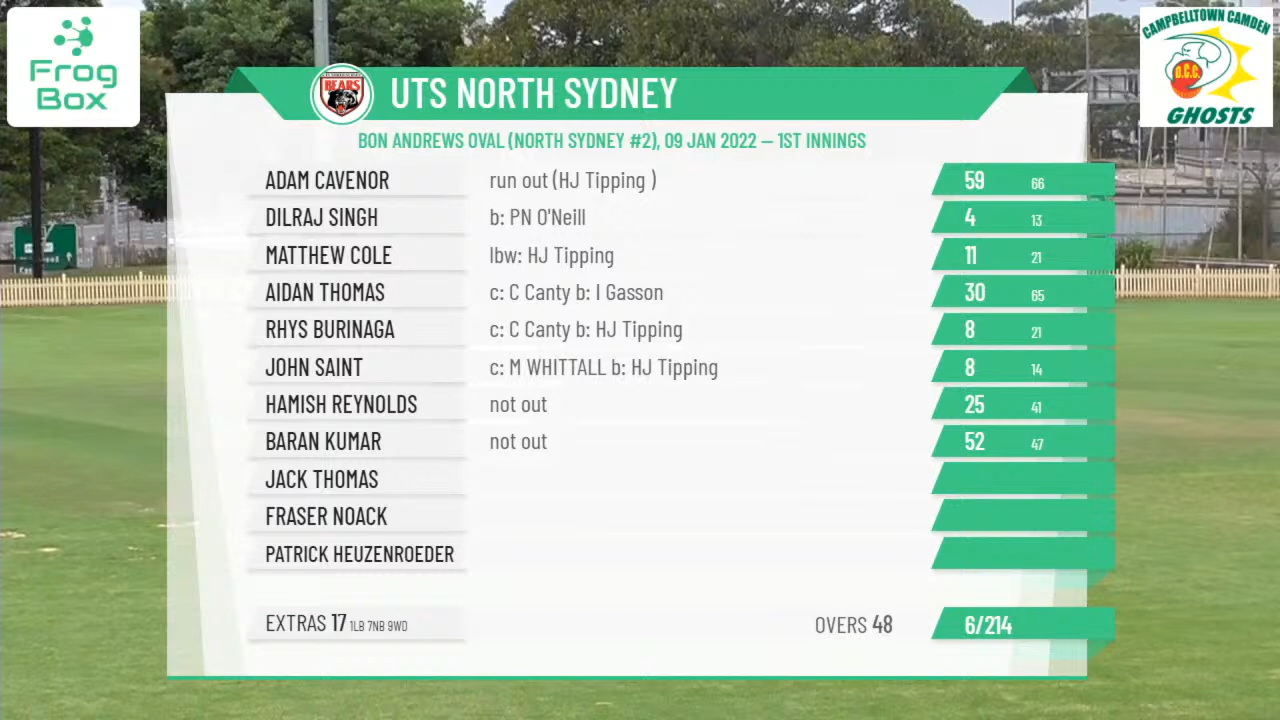 Frog
Box
CAMPBELLTOWN CAMDEN
D.C.C.
GHOSTS
BEARS
UTS NORTH SYDNEY
BON ANDREWS OVAL (NORTH SYDNEY #2), 09 JAN 2022 – 1ST INNINGS
ADAM CAVENOR run out (HJ Tipping ) 59 66
DILRAJ SINGH b: PN O'Neill 4 13
MATTHEW COLE lbw: HJ Tipping 11 21
AIDAN THOMAS c: C Canty b: I Gasson 30 65
RHYS BURINAGA c: C Canty b: HJ Tipping 8 21
JOHN SAINT c: M WHITTALL b: HJ Tipping 8 14
HAMISH REYNOLDS not out 25 41
BARAN KUMAR not out 52 47
JACK THOMAS
FRASER NOACK
PATRICK HEUZENROEDER
EXTRAS 17 1LB 7NB 9WD OVERS 48 6/214